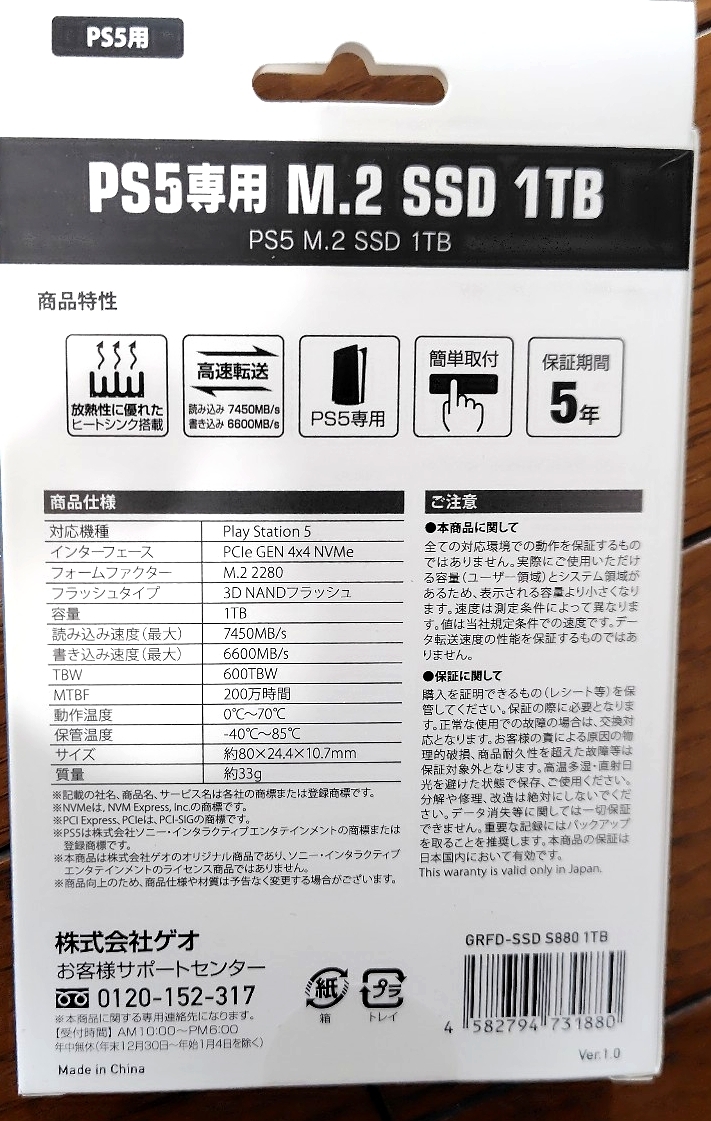 PS5用
PS5専用 M.2 SSD 1TB
PS5 M.2 SSD 1TB
商品特性
放熱性に優れた
ヒートシンク搭載
高速転送
読み込み 7450MB/s
書き込み 6600MB/s
PS5専用
簡単取付
保証期間
5年
商品仕様
対応機種 Play Station 5
インターフェース PCIe GEN 4x4 NVMe
フォームファクター M.2 2280
フラッシュタイプ 3D NANDフラッシュ
容量 1TB
読み込み速度(最大) 7450MB/s
書き込み速度(最大) 6600MB/s
TBW 600TBW
MTBF 200万時間
動作温度 0℃〜70℃
保管温度 -40℃〜85℃
サイズ 約80×24.4×10.7mm
質量 約33g
※記載の社名、商品名、サービス名は各社の商標または登録商標です。
※NVMeは, NVM Express, Inc.の商標です。
※PCI Express、PCIeは、PCI-SIGの商標です。
※PS5は株式会社ソニー・インタラクティブエンタテインメントの商標または
登録商標です。
※本商品は株式会社ゲオのオリジナル商品であり、ソニー・インタラクティブ
エンタテインメントのライセンス商品ではありません。
※商品向上のため、商品仕様や材質は予告なく変更する場合がございます。
ご注意
●本商品に関して
全ての対応環境での動作を保証するもの
ではありません。実際にご使用いただけ
る容量(ユーザー領域)とシステム領域が
あるため、表示される容量より小さくなり
ます。速度は測定条件によって異なりま
す。値は当社規定条件での速度です。デー
タ転送速度の性能を保証するものではあ
りません。
●保証に関して
購入を証明できるもの(レシート等)を保
管してください。保証の際に必要となりま
す。正常な使用での故障の場合は、交換対
応となります。お客様の責による原因の物
理的破損、商品耐久性を超えた故障等は
保証対象外となります。高温多湿・直射日
光を避けた状態で保存、ご使用ください。
分解や修理、改造は絶対にしないでくだ
さい。データ消失等に関しては一切保証
できません。重要な記録にはバックアップ
を取ることを推奨します。本商品の保証は
日本国内において有効です。
This waranty is valid only in Japan.
株式会社ゲオ
お客様サポートセンター
0120-152-317
※本商品に関する専用連絡先になります。
【受付時間】AM10:00〜PM6:00
年中無休(年末12月30日〜年始1月4日を除く)
Made in China
紙
箱
プラ
トレイ
GRFD-SSD S880 1TB
4 582794 731880
Ver.1.0